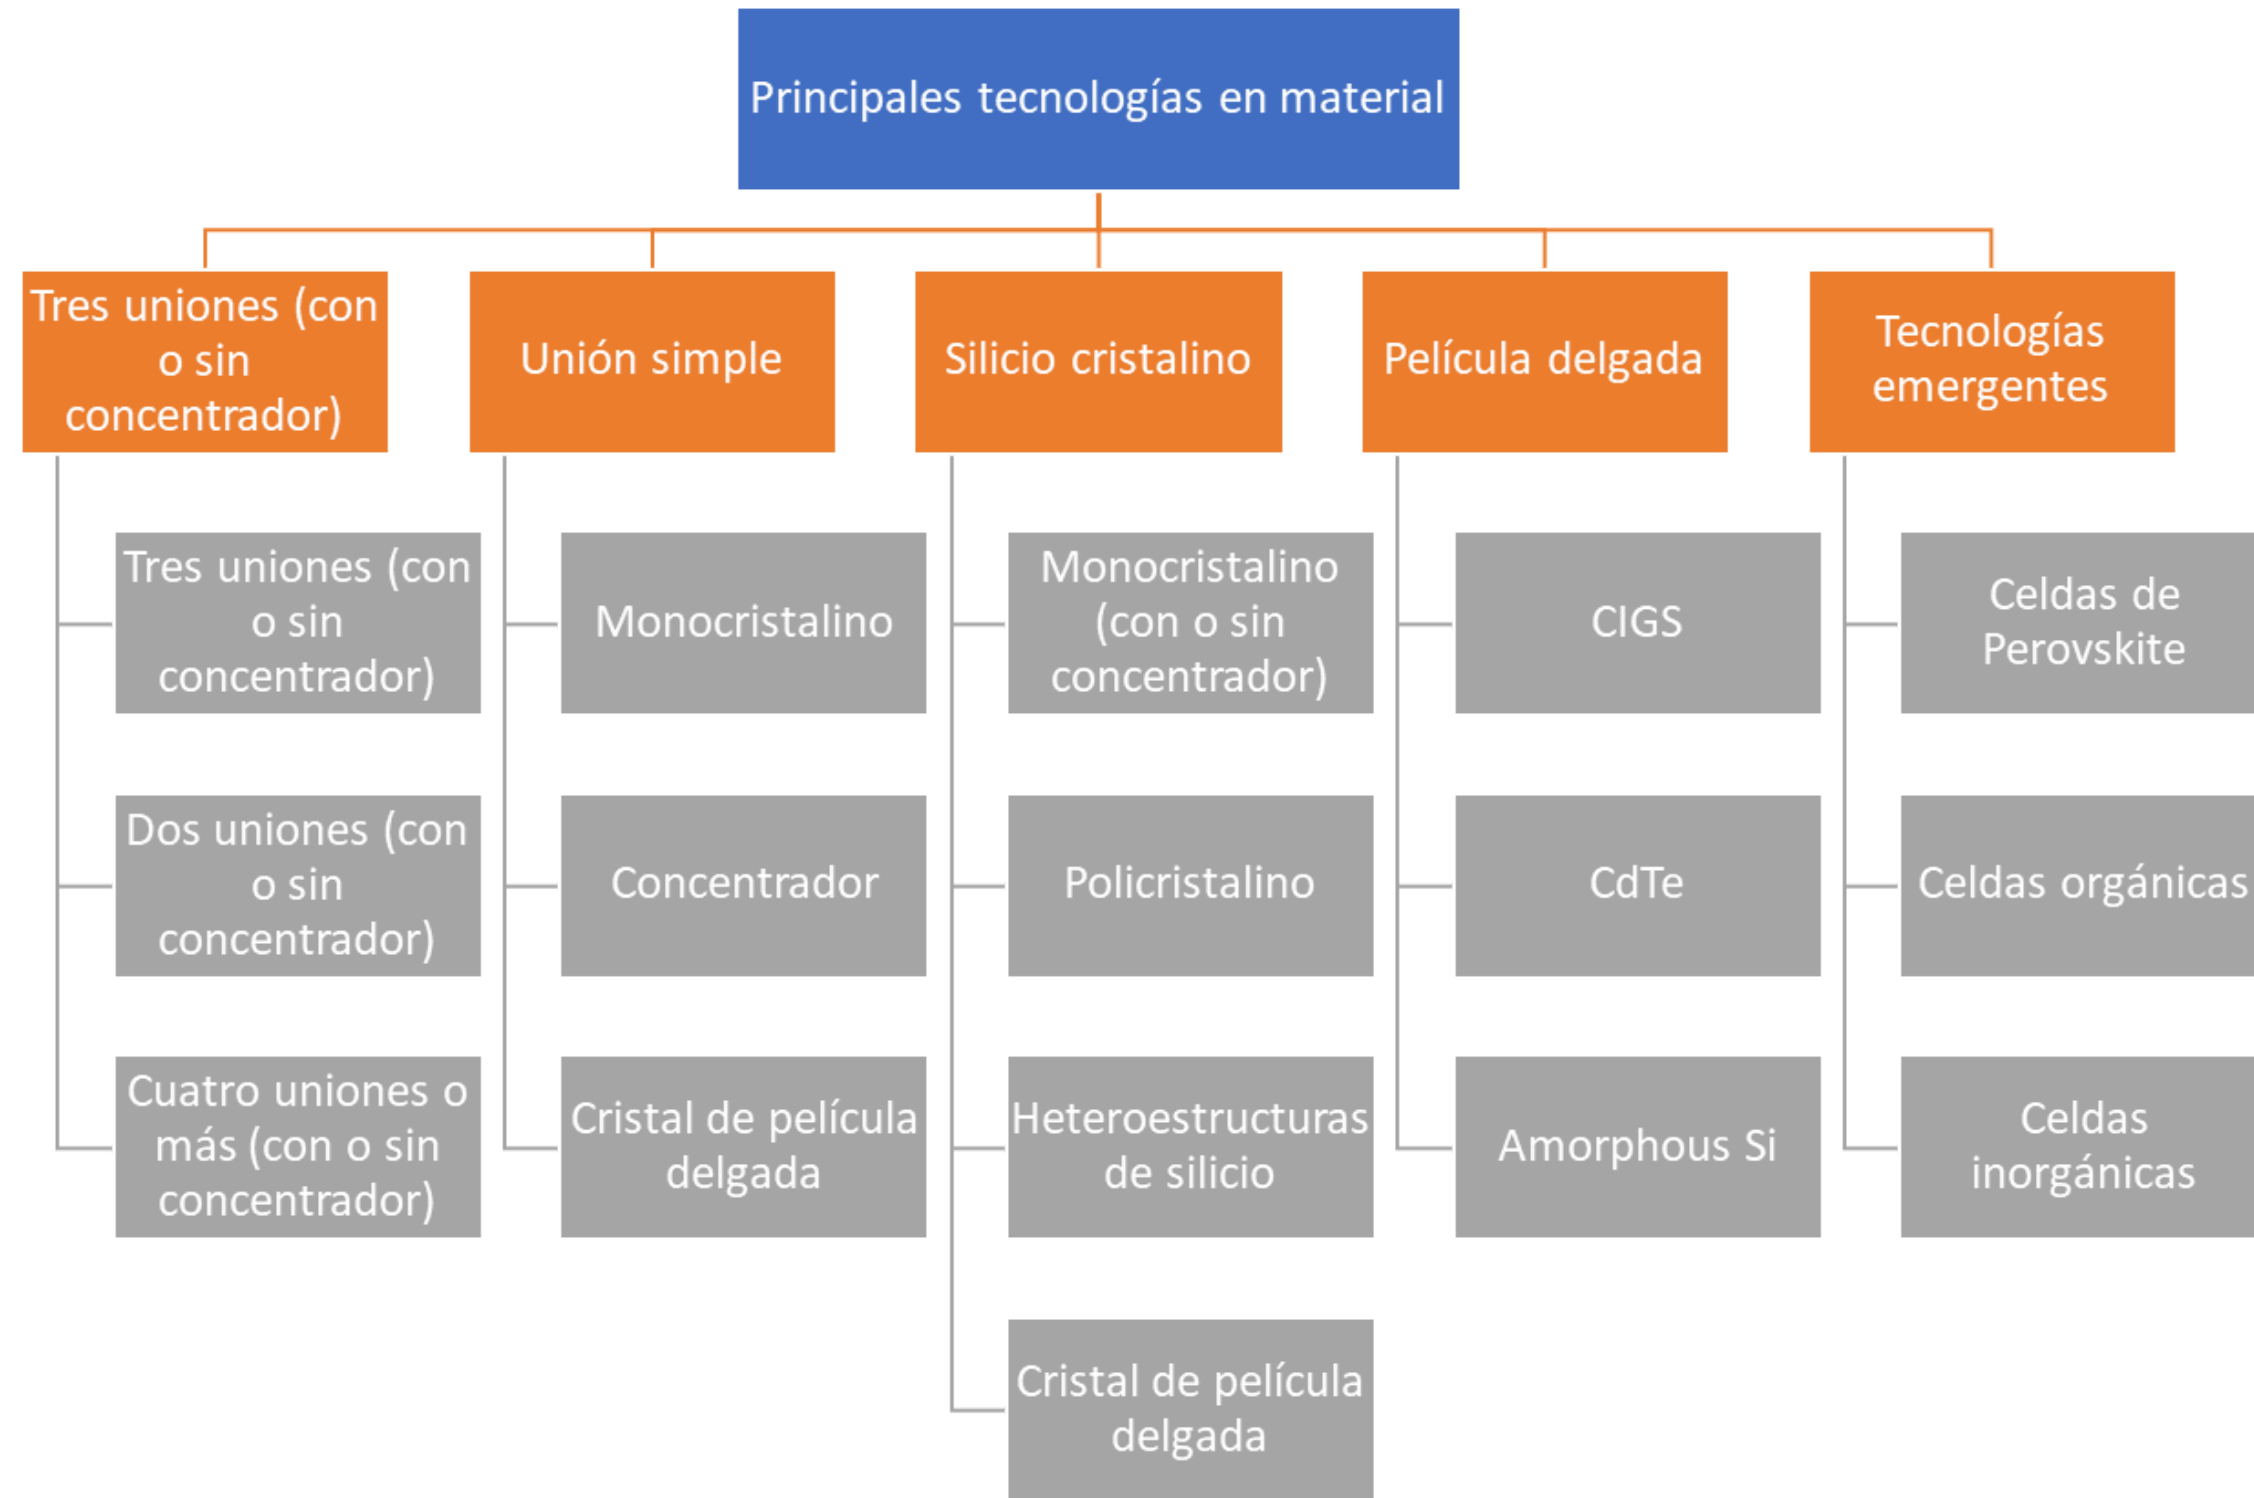 Principales tecnologías en material
Tres uniones (con
o sin
concentrador)
Unión simple
Silicio cristalino
Película delgada
Tecnologías
emergentes
Tres uniones (con
o sin
concentrador)
Dos uniones (con
o sin
concentrador)
Cuatro uniones o
más (con o sin
concentrador)
Monocristalino
Concentrador
Cristal de película
delgada
Monocristalino
(con o sin
concentrador)
Policristalino
Heteroestructuras
de silicio
Cristal de película
delgada
CIGS
CdTe
Amorphous Si
Celdas de
Perovskite
Celdas orgánicas
Celdas
inorgánicas